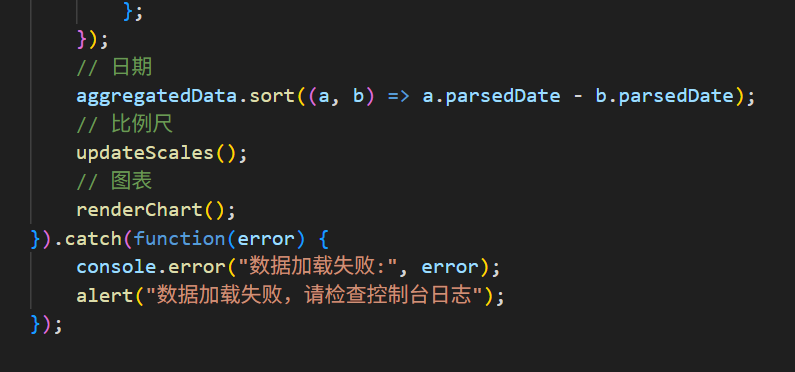 };
    });
    // 日期
    aggregatedData.sort((a, b) => a.parsedDate - b.parsedDate);
    // 比例尺
    updateScales();
    // 图表
    renderChart();
}).catch(function(error) {
    console.error("数据加载失败:", error);
    alert("数据加载失败，请检查控制台日志");
});